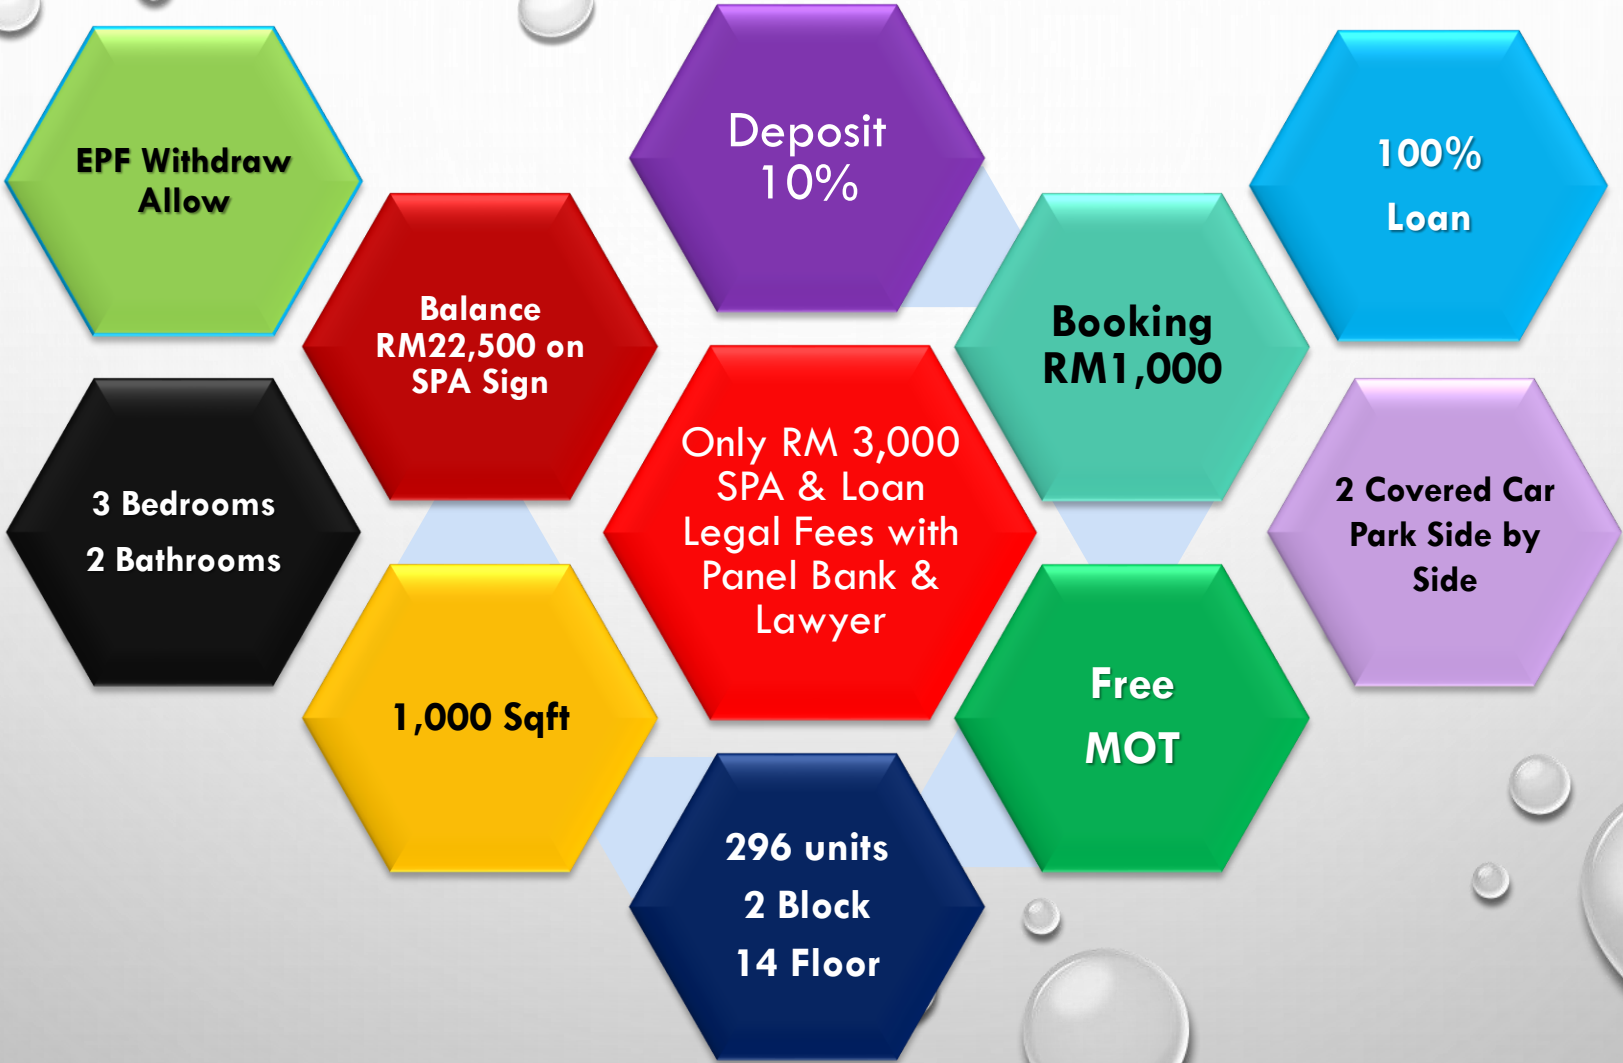 EPF Withdraw
Allow
Deposit
10%
100%
Loan
Balance
RM22,500 on
SPA Sign
Booking
RM1,000
3 Bedrooms
2 Bathrooms
Only RM 3,000
SPA & Loan
Legal Fees with
Panel Bank &
Lawyer
2 Covered Car
Park Side by
Side
1,000 Sqft
Free
MOT
296 units
2 Block
14 Floor